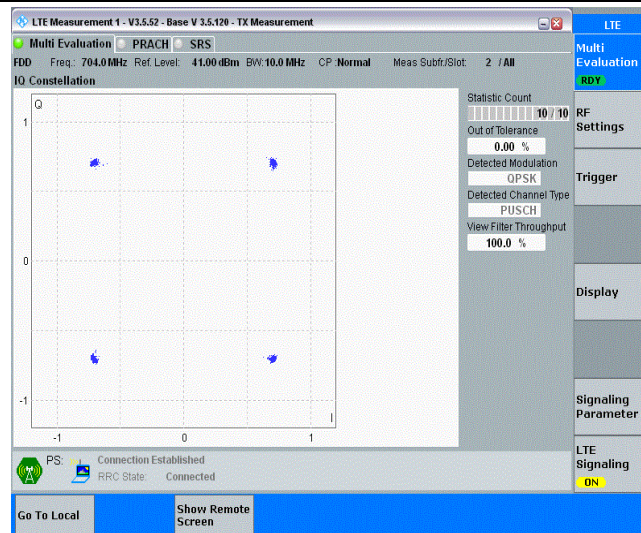 LTE Measurement 1 - V3.5.52 - Base V 3.5.120 - TX Measurement
LTE
Multi Evaluation PRACH SRS
FDD Freq.: 704.0 MHz Ref. Level: 41.00 dBm BW: 10.0 MHz CP : Normal Meas Subfr./Slot: 2 / All
IQ Constellation
Q
1
0
-1
I
-1 0 1
Statistic Count
10 / 10
Out of Tolerance
0.00 %
Detected Modulation
QPSK
Detected Channel Type
PUSCH
View Filter Throughput
100.0 %
PS: Connection Established
RRC State: Connected
Multi
Evaluation
RDY
RF
Settings
Trigger
Display
Signaling
Parameter
LTE
Signaling
ON
Go To Local
Show Remote
Screen